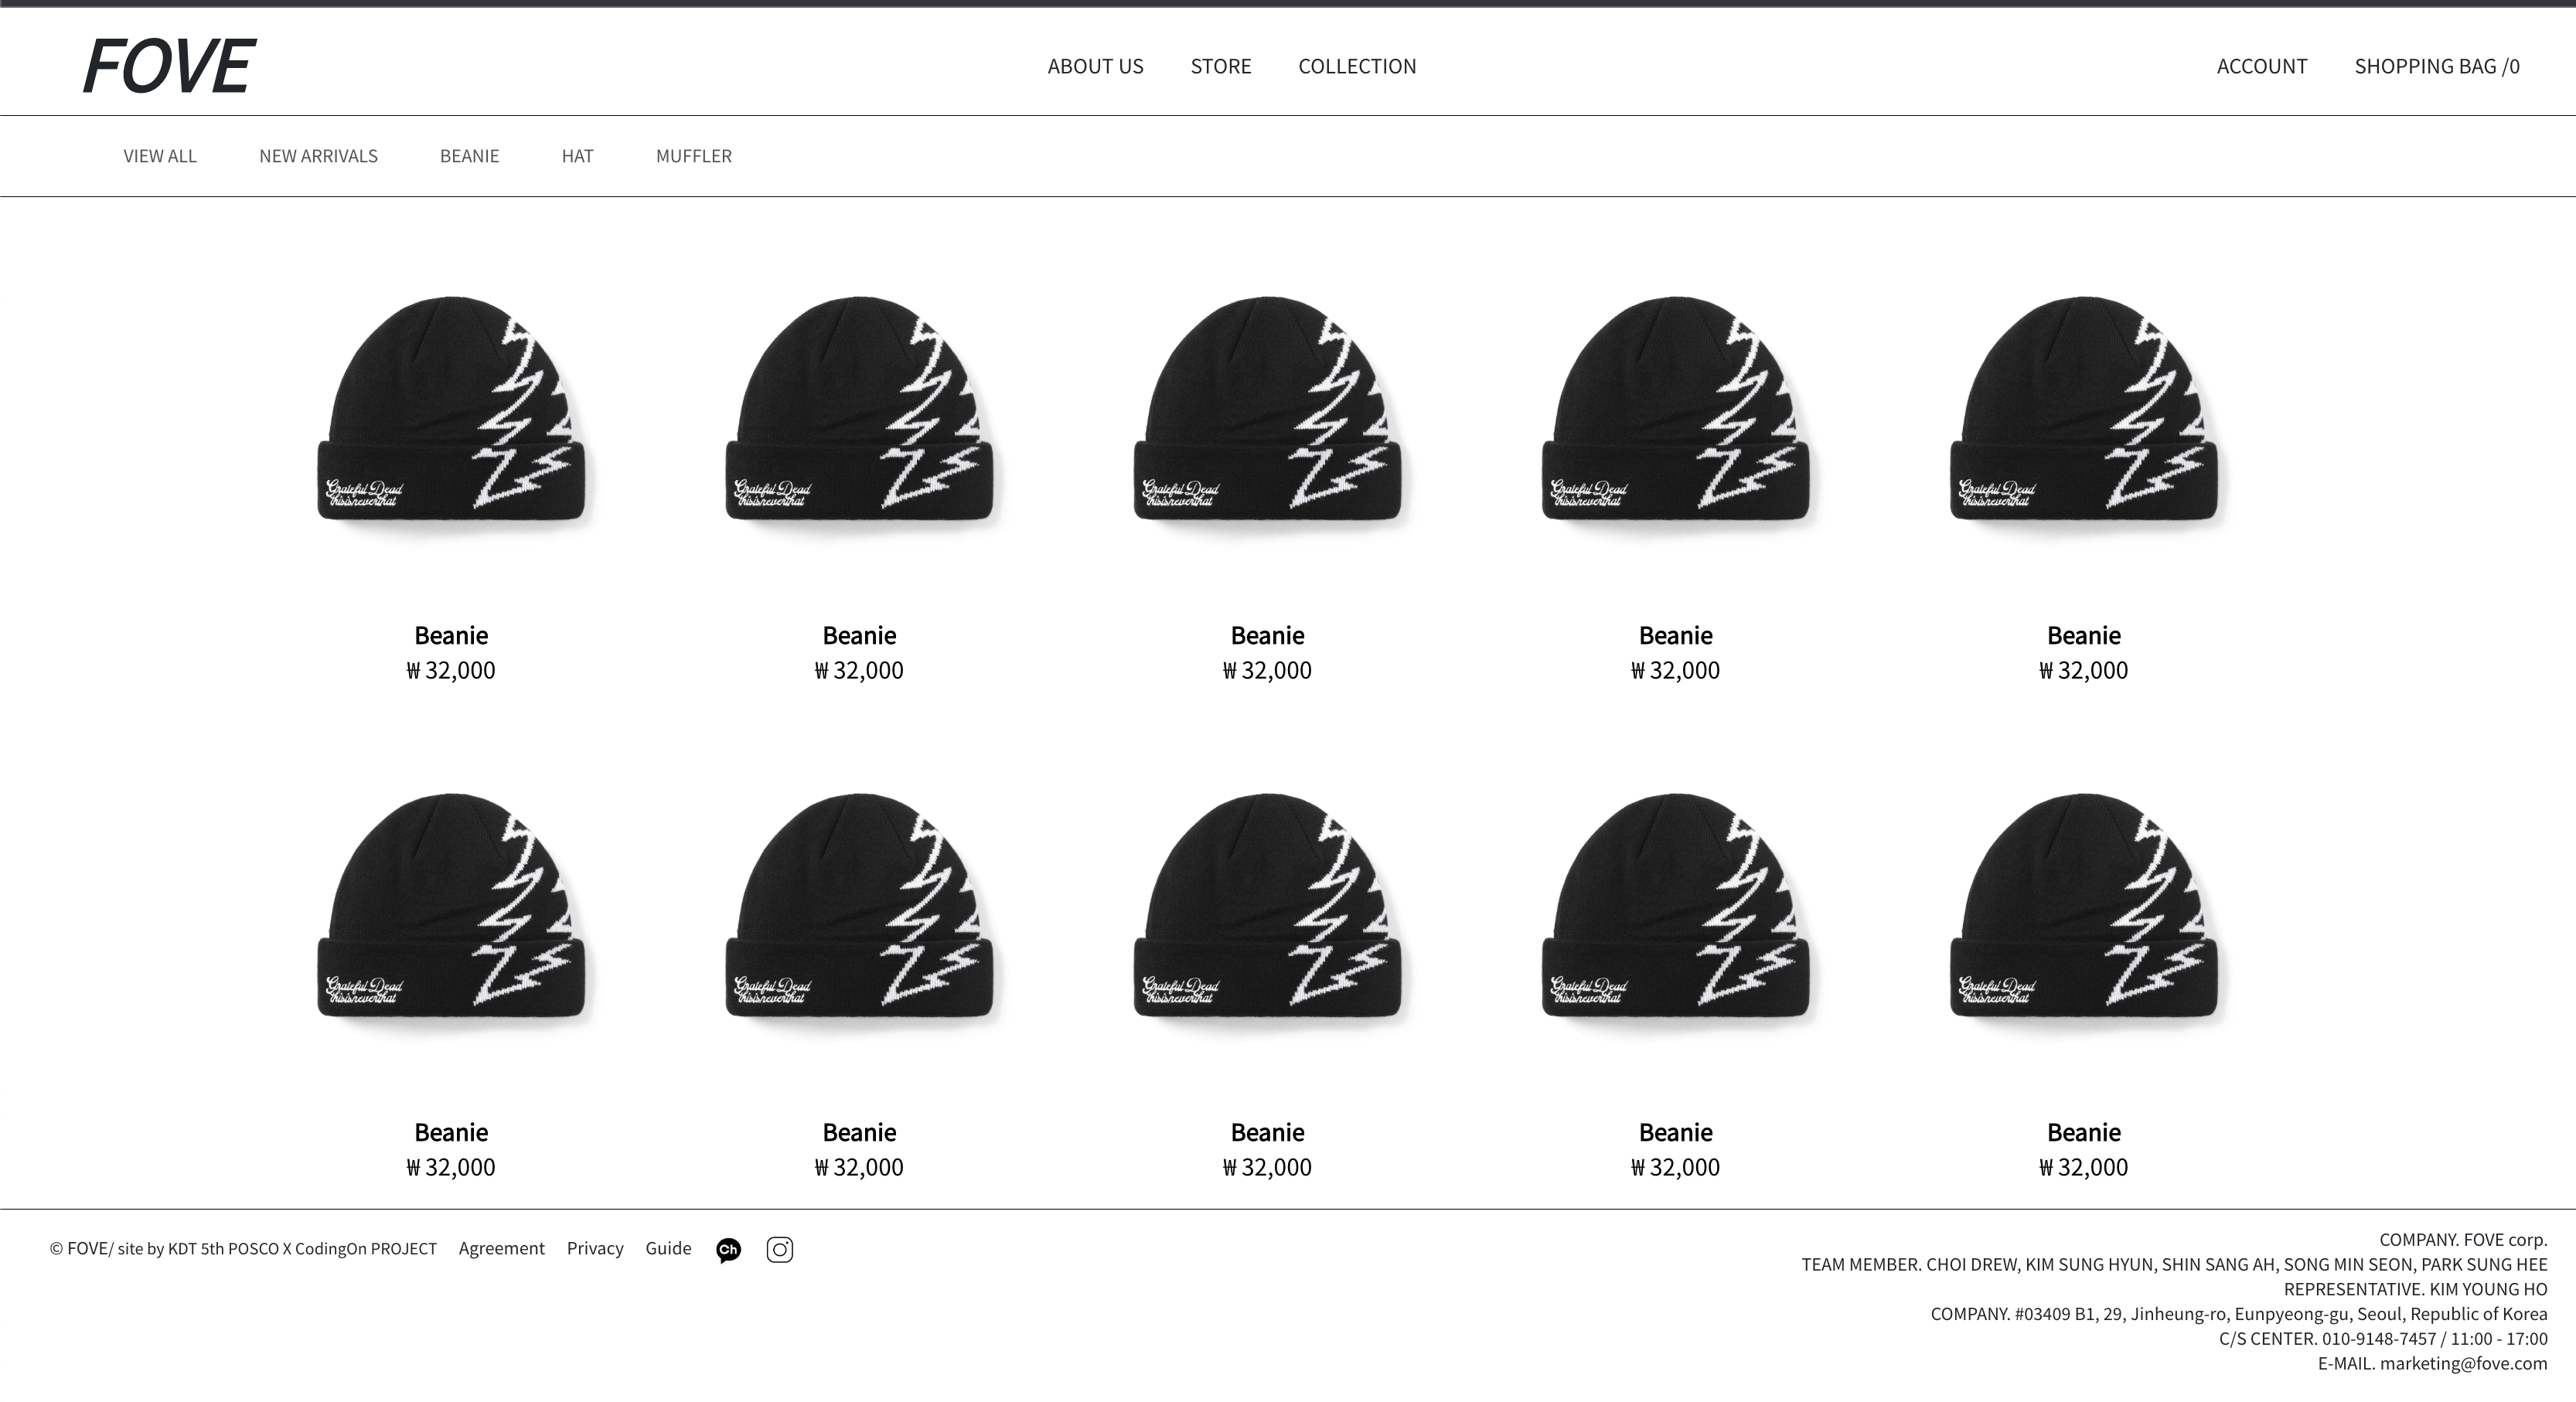 FOVE
ABOUT US STORE COLLECTION
ACCOUNT SHOPPING BAG /0
VIEW ALL NEW ARRIVALS BEANIE HAT MUFFLER
Grateful Dead Grateful Dead Grateful Dead Grateful Dead Grateful Dead
thisisneverthat thisisneverthat thisisneverthat thisisneverthat thisisneverthat
Beanie Beanie Beanie Beanie Beanie
₩ 32,000 ₩ 32,000 ₩ 32,000 ₩ 32,000 ₩ 32,000
Grateful Dead Grateful Dead Grateful Dead Grateful Dead Grateful Dead
thisisneverthat thisisneverthat thisisneverthat thisisneverthat thisisneverthat
Beanie Beanie Beanie Beanie Beanie
₩ 32,000 ₩ 32,000 ₩ 32,000 ₩ 32,000 ₩ 32,000
© FOVE/ site by KDT 5th POSCO X CodingOn PROJECT Agreement Privacy Guide Ch
COMPANY. FOVE corp.
TEAM MEMBER. CHOI DREW, KIM SUNG HYUN, SHIN SANG AH, SONG MIN SEON, PARK SUNG HEE
REPRESENTATIVE. KIM YOUNG HO
COMPANY. #03409 B1, 29, Jinheung-ro, Eunpyeong-gu, Seoul, Republic of Korea
C/S CENTER. 010-9148-7457 / 11:00 - 17:00
E-MAIL. marketing@fove.com